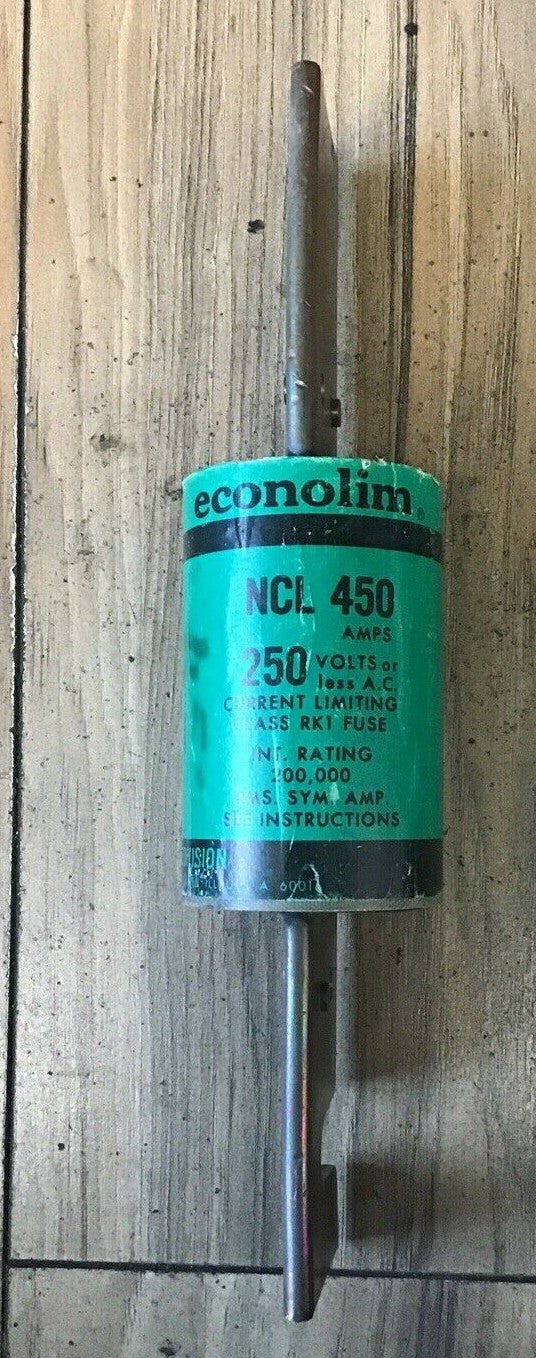 econolim®
NCL 450
AMPS
250 VOLTS or
less A.C.
CURRENT LIMITING
CLASS RK1 FUSE
INT. RATING
200,000
RMS. SYM. AMP.
SEE INSTRUCTIONS